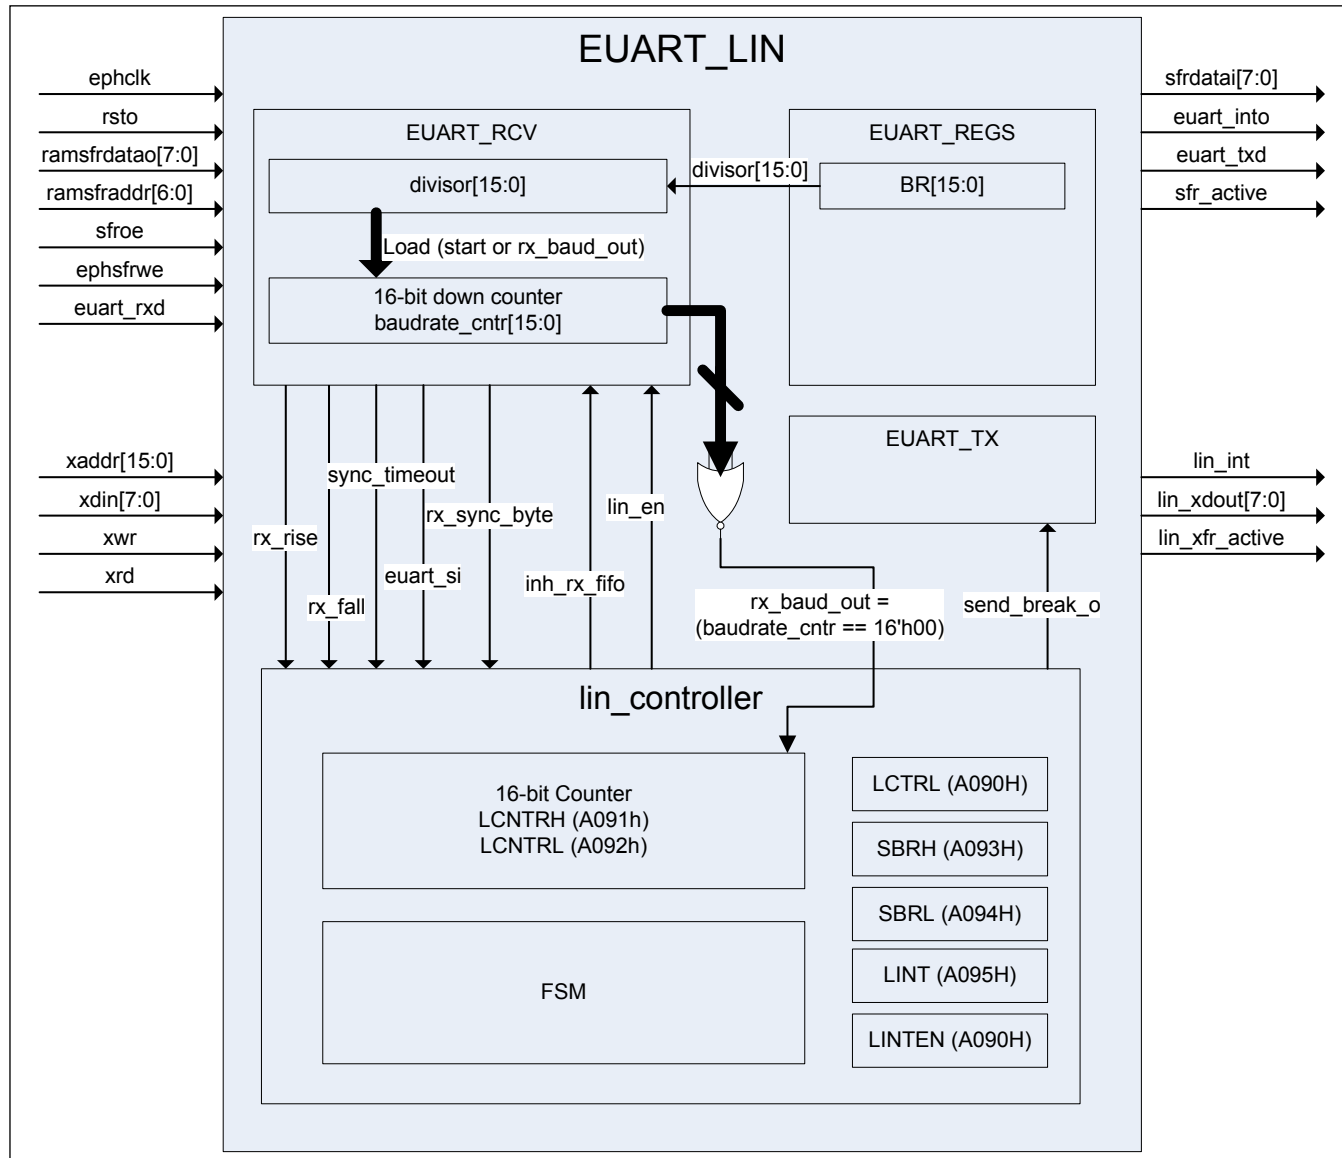 EUART_LIN
ephclk
rsto
ramsfrdatao[7:0]
ramsfraddr[6:0]
sfroe
ephsfrwe
euart_rxd
xaddr[15:0]
xdin[7:0]
xwr
xrd
EUART_RCV
divisor[15:0]
Load (start or rx_baud_out)
16-bit down counter
baudrate_cntr[15:0]
divisor[15:0]
EUART_REGS
BR[15:0]
EUART_TX
sfrdatai[7:0]
euart_into
euart_txd
sfr_active
lin_int
lin_xdout[7:0]
lin_xfr_active
rx_rise
rx_fall
sync_timeout
euart_si
rx_sync_byte
inh_rx_fifo
lin_en
rx_baud_out =
(baudrate_cntr == 16'h00)
send_break_o
lin_controller
16-bit Counter
LCNTRH (A091h)
LCNTRL (A092h)
FSM
LCTRL (A090H)
SBRH (A093H)
SBRL (A094H)
LINT (A095H)
LINTEN (A090H)